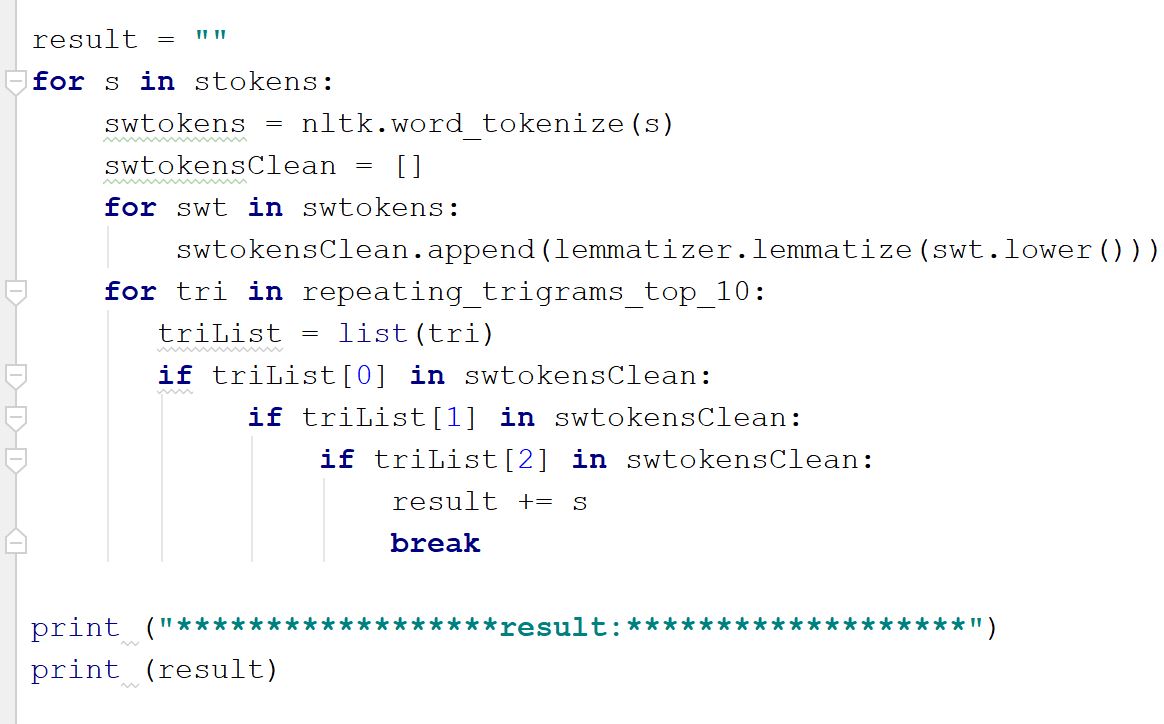 result = ""
for s in stokens:
    swtokens = nltk.word_tokenize(s)
    swtokensClean = []
    for swt in swtokens:
        swtokensClean.append(lemmatizer.lemmatize(swt.lower()))
    for tri in repeating_trigrams_top_10:
       triList = list(tri)
       if triList[0] in swtokensClean:
            if triList[1] in swtokensClean:
                if triList[2] in swtokensClean:
                    result += s
                    break

print ("******************result:*******************")
print (result)